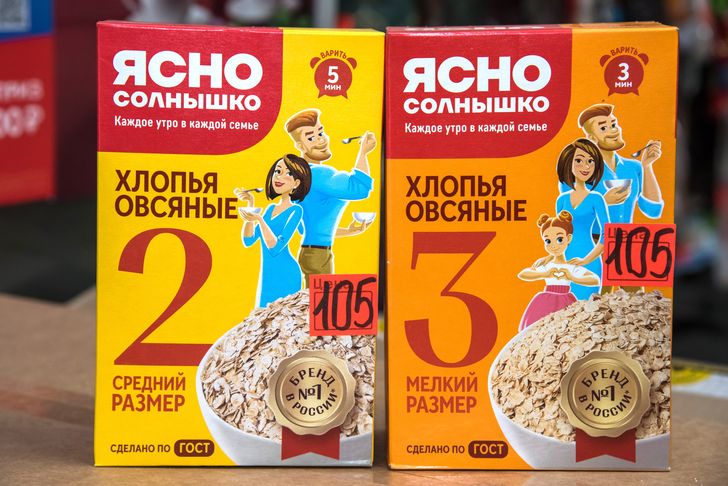 ЯСНО
СОЛНЫШКО
Каждое утро в каждой семье
ВАРИТЬ
5
МИН
ХЛОПЬЯ
ОВСЯНЫЕ
2
СРЕДНИЙ
РАЗМЕР
СДЕЛАНО ПО ГОСТ
105
БРЕНД
№1
В РОССИИ*
ЯСНО
СОЛНЫШКО
Каждое утро в каждой семье
ВАРИТЬ
3
МИН
ХЛОПЬЯ
ОВСЯНЫЕ
3
МЕЛКИЙ
РАЗМЕР
СДЕЛАНО ПО ГОСТ
Цена
105
БРЕНД
№1
В РОССИИ*